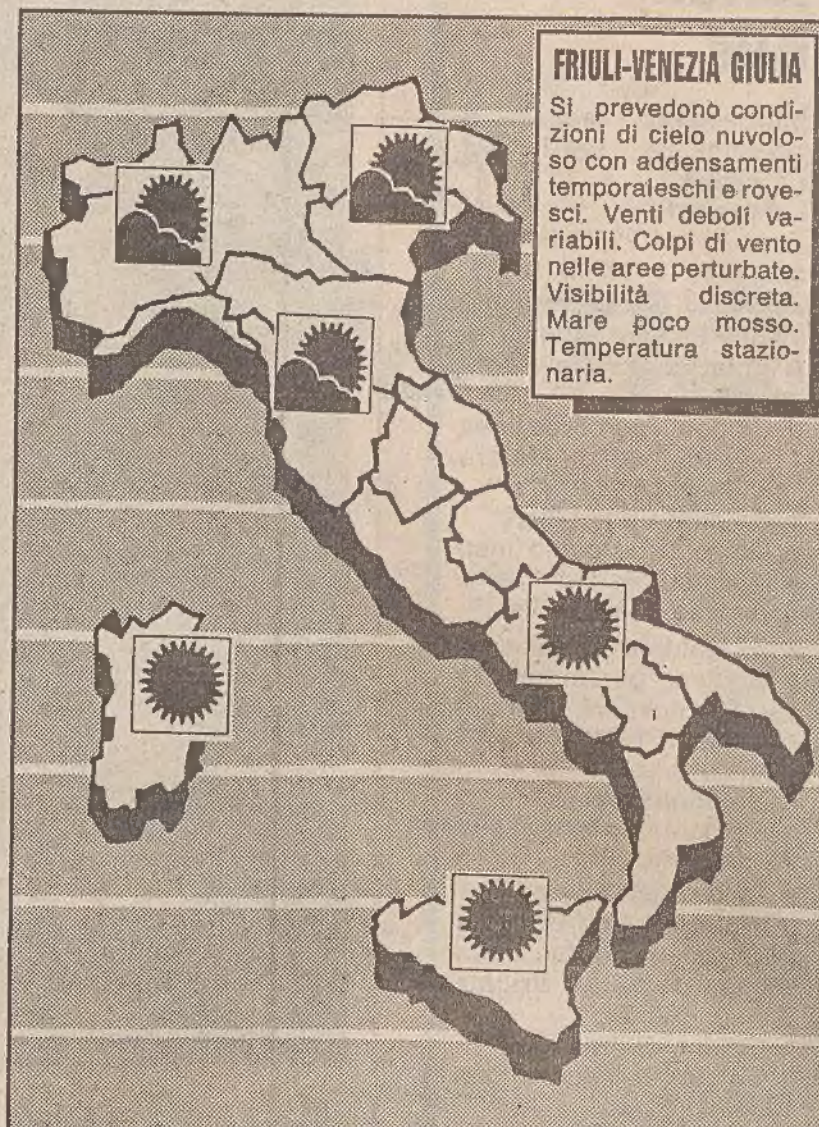 FRIULI-VENEZIA GIULIA
Si prevedono condi-
zioni di cielo nuvolo-
so con addensamenti
temporaleschi e rove-
sci. Venti deboli va-
riabili. Colpi di vento
nelle aree perturbate.
Visibilità discreta.
Mare poco mosso.
Temperatura stazio-
naria.